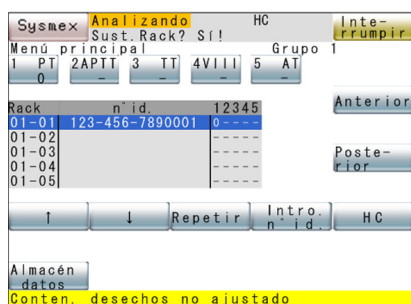 Sysmex Analizando HC Inte-
rrumpir
Sust.Rack? Sí!
Menú principal Grupo 1
1 PT 2APTT 3 TT 4VIII 5 AT
0 - - - -
Rack n°id. 12345
Anterior
01-01 123-456-7890001 0----
01-02 -----
01-03 -----
Poste-
rior
01-04 -----
01-05 -----
↑ ↓ Repetir Intro.
n°id. HC
Almacén
datos
Conten. desechos no ajustado